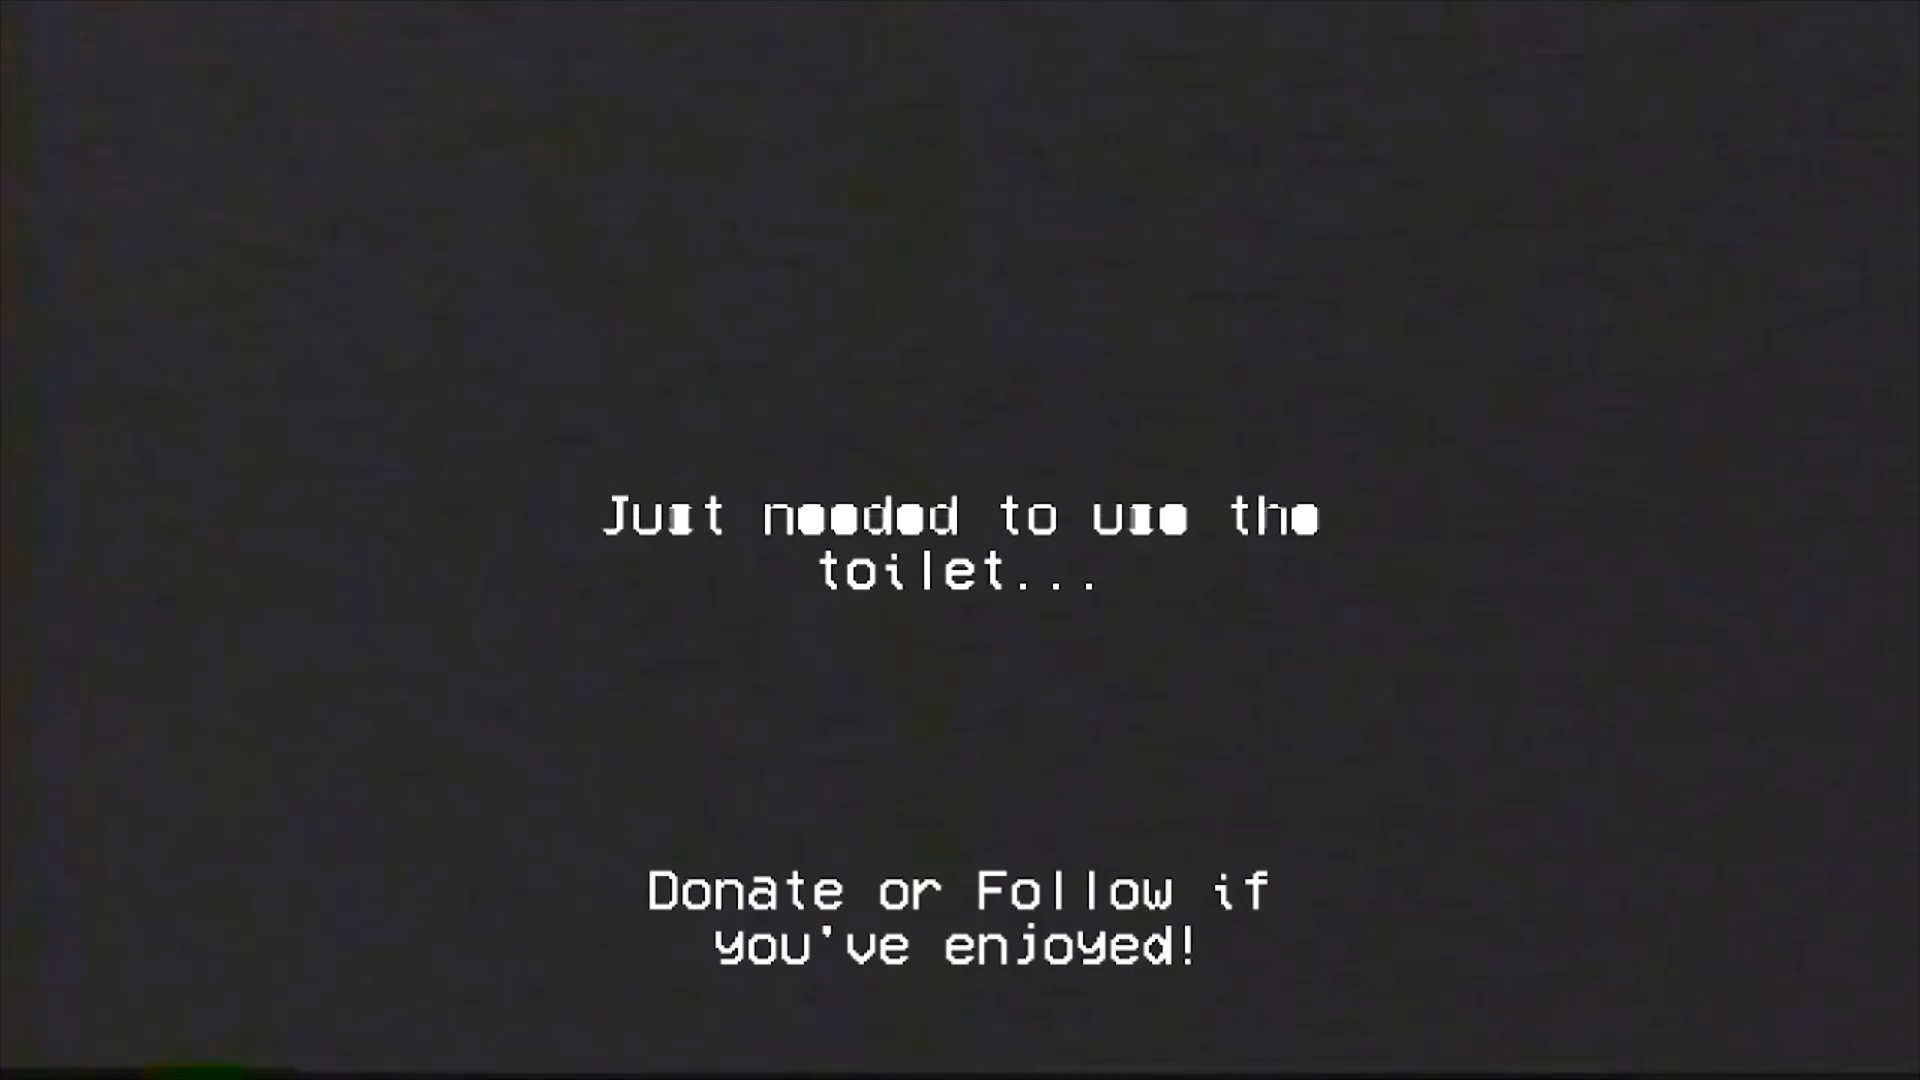 Just needed to use the
toilet...
Donate or Follow if
you've enjoyed!